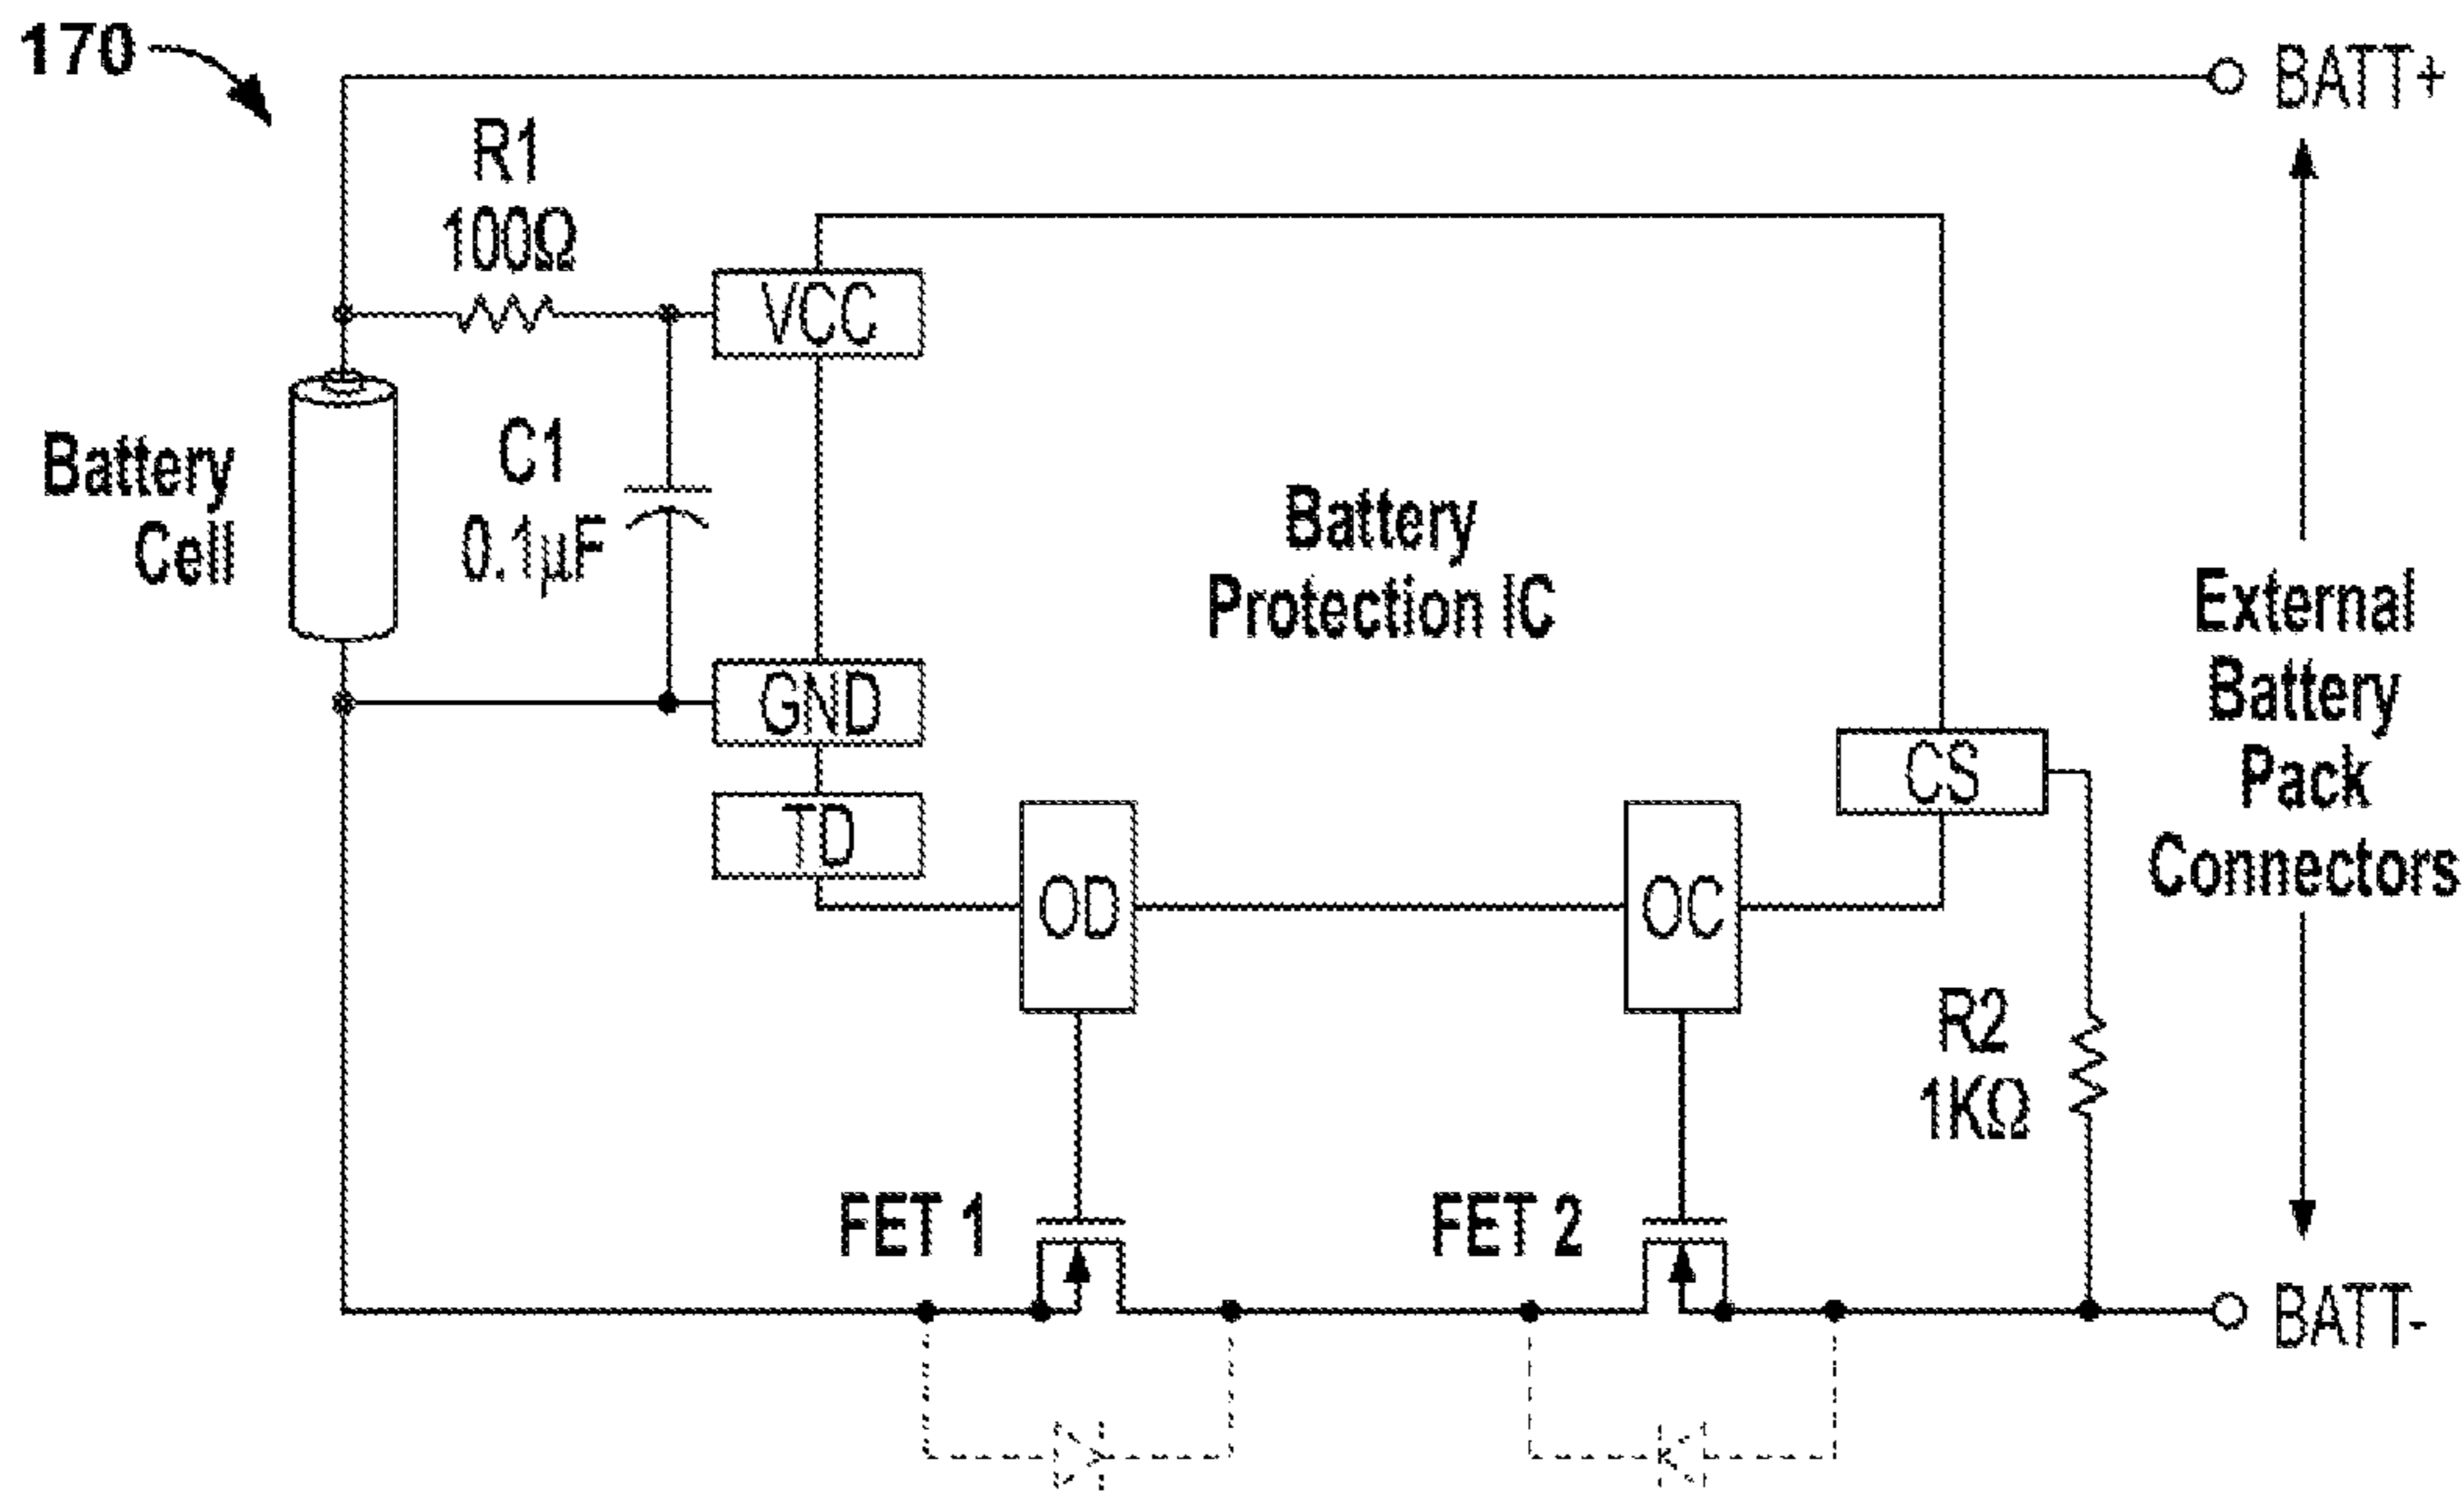 170
BATT+
R1
100Ω
VCC
Battery
Cell
C1
0.1µF
Battery
Protection IC
External
Battery
Pack
Connectors
GND
TD
CS
OD
OC
R2
1KΩ
FET 1
FET 2
BATT-